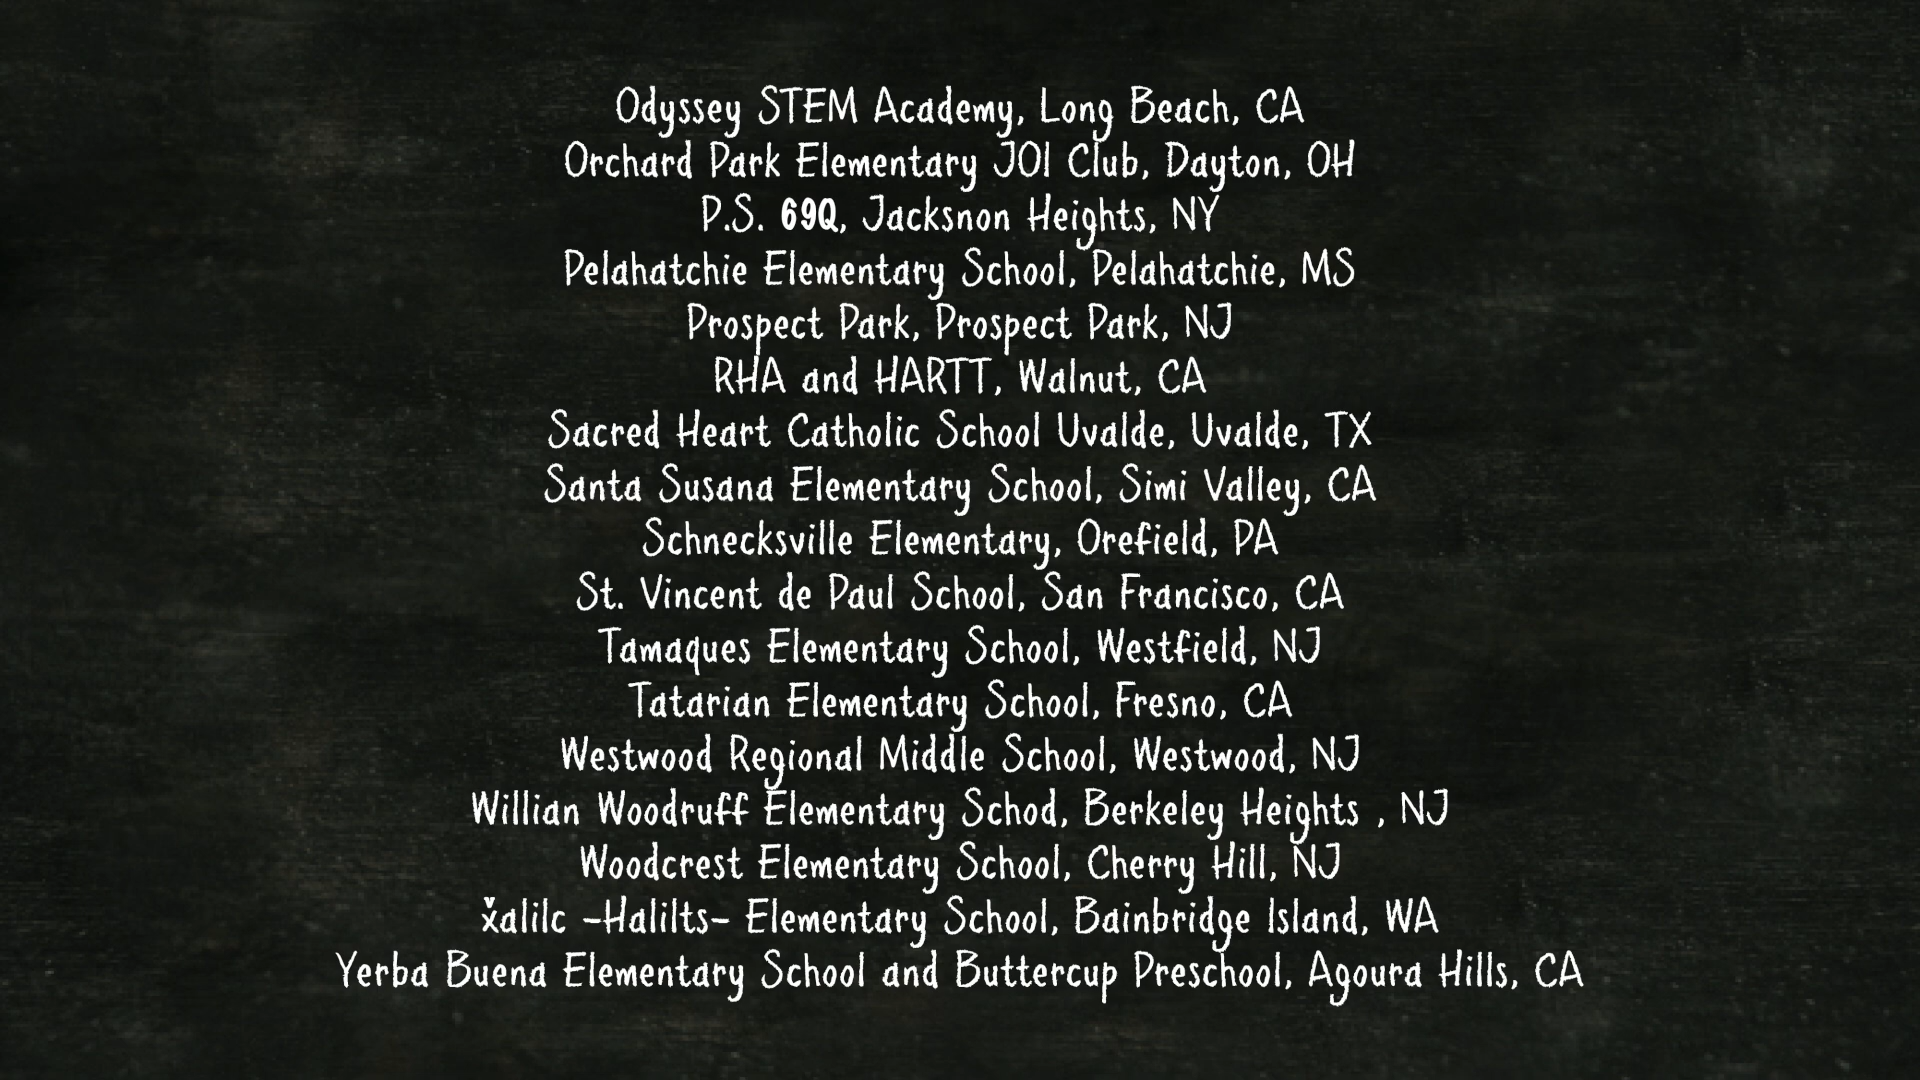 Odyssey STEM Academy, Long Beach, CA
Orchard Park Elementary JOI Club, Dayton, OH
P.S. 69Q, Jacksnon Heights, NY
Pelahatchie Elementary School, Pelahatchie, MS
Prospect Park, Prospect Park, NJ
RHA and HARTT, Walnut, CA
Sacred Heart Catholic School Uvalde, Uvalde, TX
Santa Susana Elementary School, Simi Valley, CA
Schnecksville Elementary, Orefield, PA
St. Vincent de Paul School, San Francisco, CA
Tamaques Elementary School, Westfield, NJ
Tatarian Elementary School, Fresno, CA
Westwood Regional Middle School, Westwood, NJ
Willian Woodruff Elementary Schod, Berkeley Heights , NJ
Woodcrest Elementary School, Cherry Hill, NJ
x̌alilc -Halilts- Elementary School, Bainbridge Island, WA
Yerba Buena Elementary School and Buttercup Preschool, Agoura Hills, CA